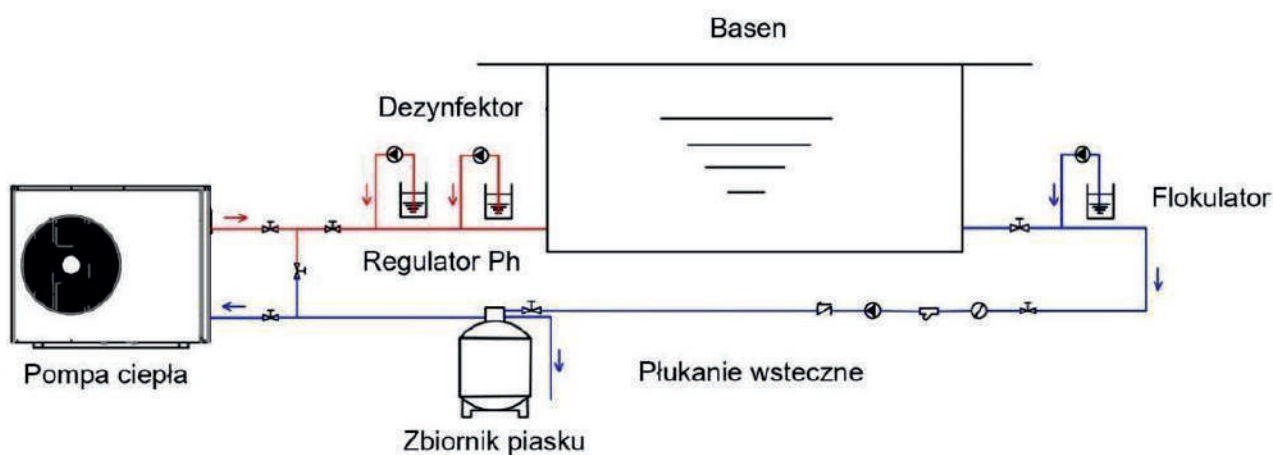 Basen
Dezynfektor
Flokulator
Regulator Ph
Pompa ciepła
Płukanie wsteczne
Zbiornik piasku